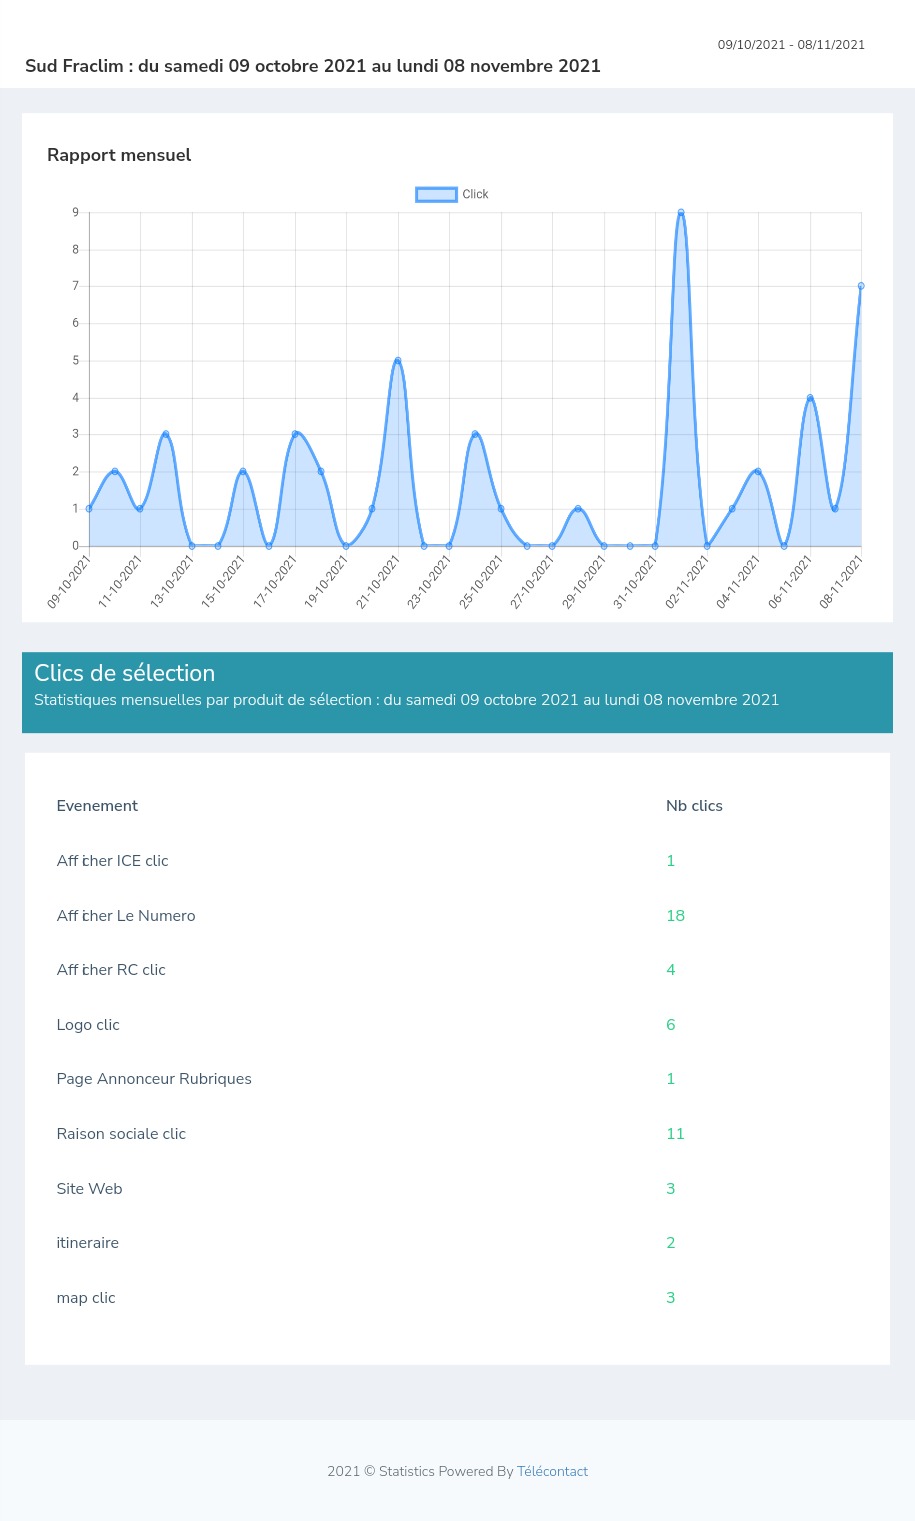 09/10/2021 - 08/11/2021
Sud Fraclim : du samedi 09 octobre 2021 au lundi 08 novembre 2021
Rapport mensuel
Click
9
8
7
6
5
4
3
2
1
0
09-10-2021
11-10-2021
13-10-2021
15-10-2021
17-10-2021
19-10-2021
21-10-2021
23-10-2021
25-10-2021
27-10-2021
29-10-2021
31-10-2021
02-11-2021
04-11-2021
06-11-2021
08-11-2021
Clics de sélection
Statistiques mensuelles par produit de sélection : du samedi 09 octobre 2021 au lundi 08 novembre 2021
Evenement Nb clics
Afficher ICE clic 1
Afficher Le Numero 18
Afficher RC clic 4
Logo clic 6
Page Annonceur Rubriques 1
Raison sociale clic 11
Site Web 3
itineraire 2
map clic 3
2021 © Statistics Powered By Télécontact